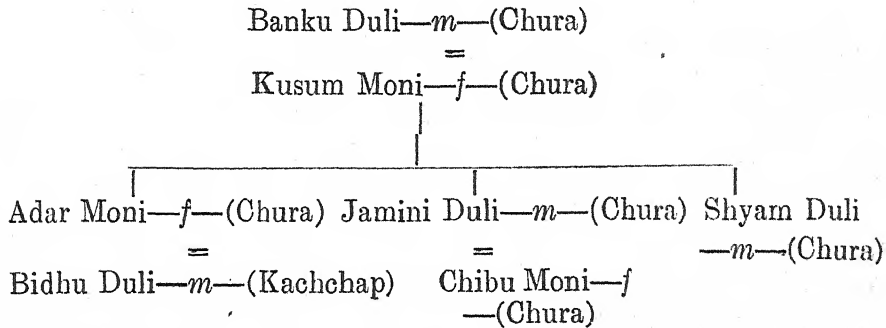 Banku Duli—m—(Chura)
=
Kusum Moni—f—(Chura)
Adar Moni—f—(Chura) Jamini Duli—m—(Chura) Shyam Duli
—m—(Chura)
= =
Bidhu Duli—m—(Kachchap) Chibu Moni—f
—(Chura)